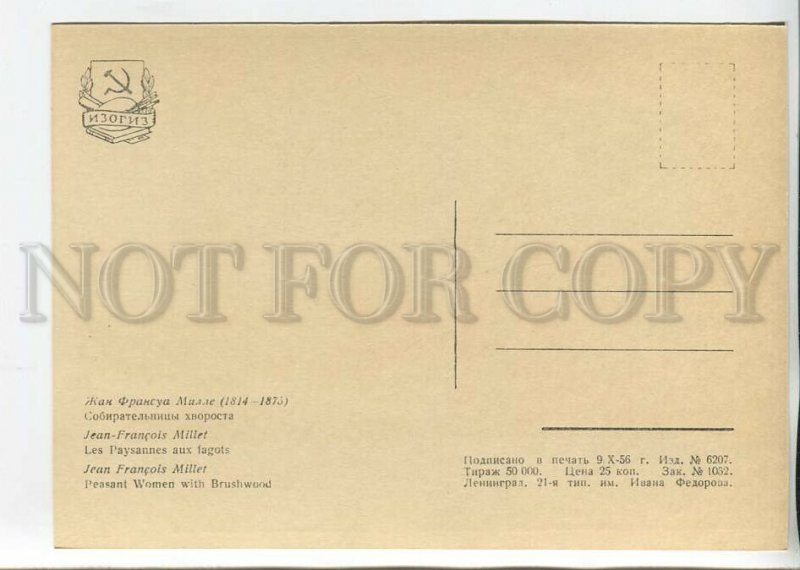 ИЗОГИЗ
NOT FOR COPY
Жан Франсуа Милле (1814–1875)
Собирательницы хвороста
Jean-François Millet
Les Paysannes aux fagots
Jean François Millet
Peasant Women with Brushwood
Подписано в печать 9 X-56 г. Изд. № 6207.
Тираж 50 000. Цена 25 коп. Зак. № 1032.
Ленинград. 21-я тип. им. Ивана Федорова.